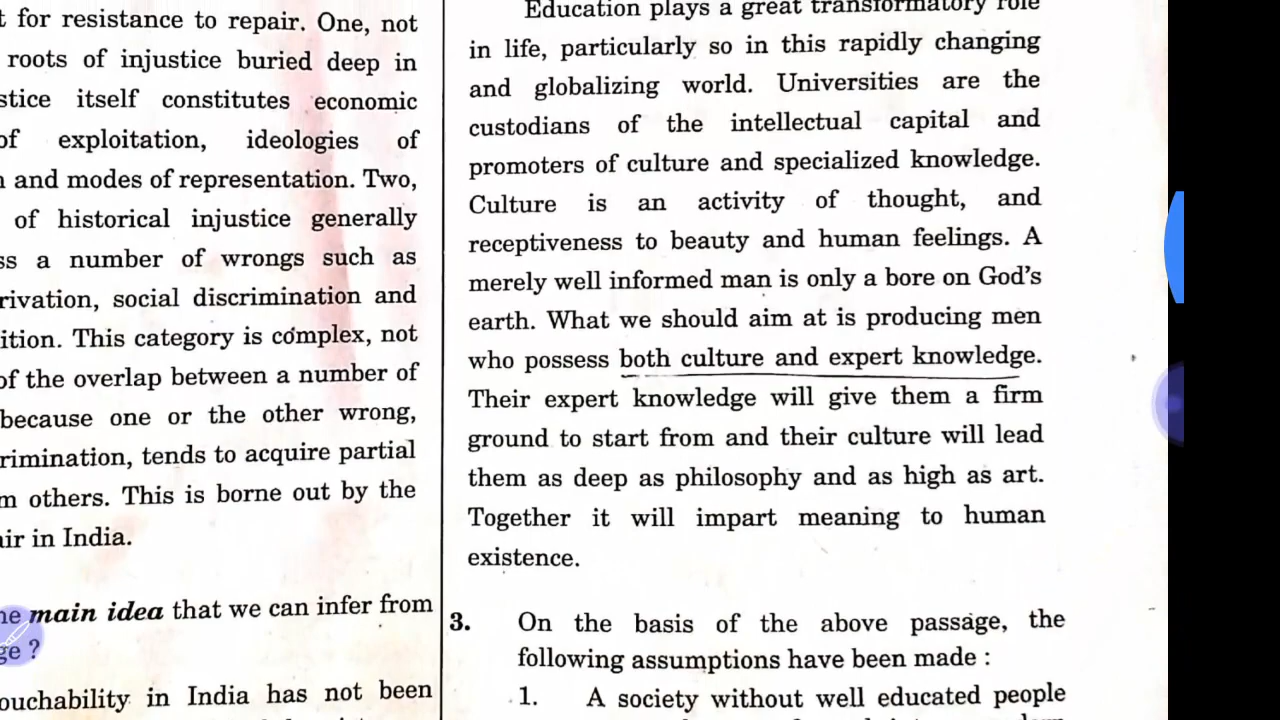 for resistance to repair. One, not
roots of injustice buried deep in
itself constitutes economic
of exploitation, ideologies of
and modes of representation. Two,
of historical injustice generally
a number of wrongs such as
social discrimination and
This category is complex, not
of the overlap between a number of
because one or the other wrong,
tends to acquire partial
others. This is borne out by the
in India.
main idea that we can infer from
?
in India has not been
Education plays a great transformatory role
in life, particularly so in this rapidly changing
and globalizing world. Universities are the
custodians of the intellectual capital and
promoters of culture and specialized knowledge.
Culture is an activity of thought, and
receptiveness to beauty and human feelings. A
merely well informed man is only a bore on God's
earth. What we should aim at is producing men
who possess both culture and expert knowledge.
Their expert knowledge will give them a firm
ground to start from and their culture will lead
them as deep as philosophy and as high as art.
Together it will impart meaning to human
existence.
3. On the basis of the above passage, the
following assumptions have been made :
1. A society without well educated people